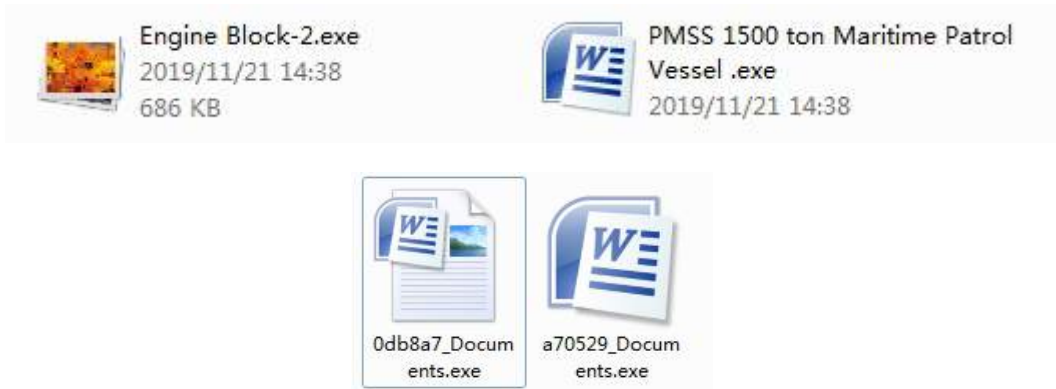 Engine Block-2.exe
2019/11/21 14:38
686 KB
PMSS 1500 ton Maritime Patrol
Vessel .exe
2019/11/21 14:38
W
W
W
0db8a7_Docum
ents.exe
a70529_Docum
ents.exe